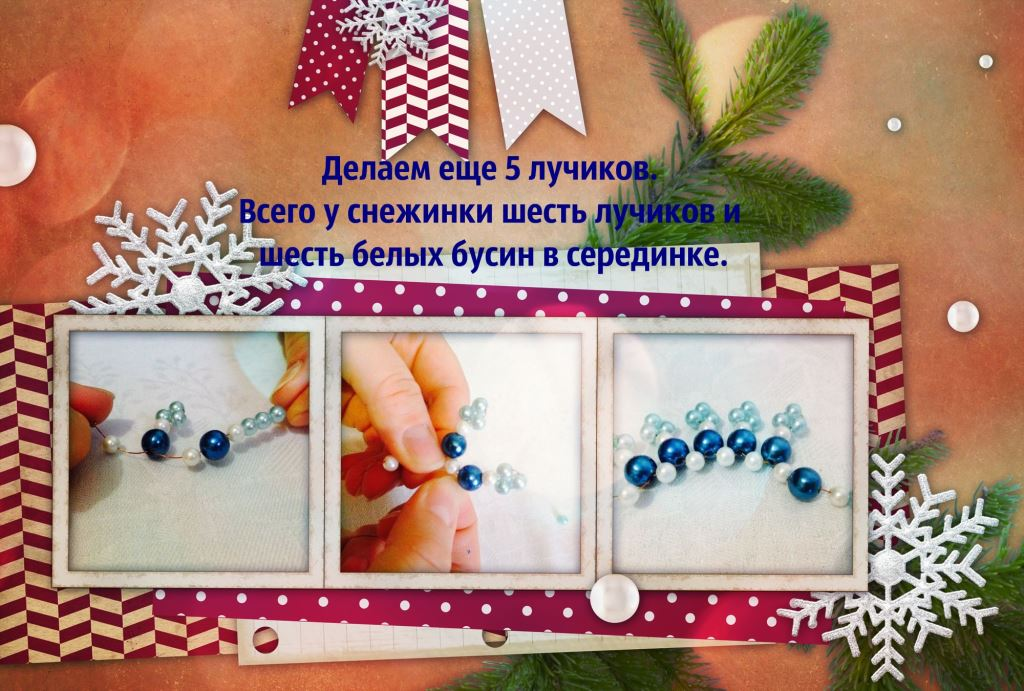 Делаем еще 5 лучиков.
Всего у снежинки шесть лучиков и
шесть белых бусин в серединке.